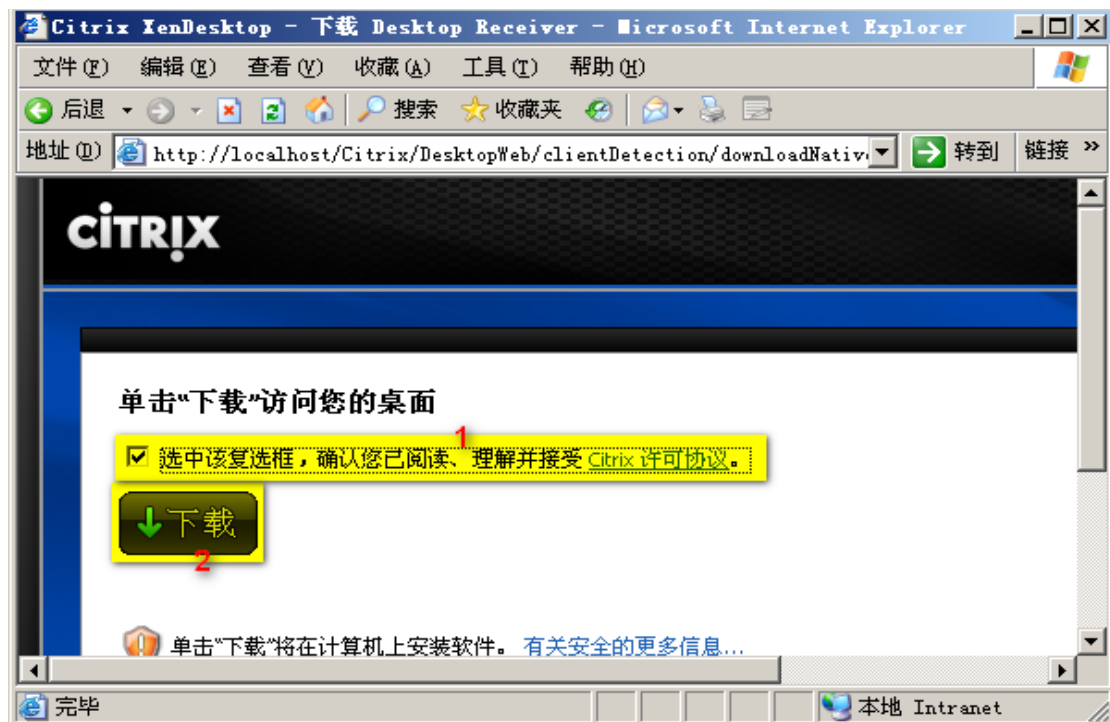 Citrix XenDesktop - 下载 Desktop Receiver - Microsoft Internet Explorer
文件(F) 编辑(E) 查看(V) 收藏(A) 工具(T) 帮助(H)
后退 搜索 收藏夹
地址(D) http://localhost/Citrix/DesktopWeb/clientDetection/downloadNativ 转到 链接 »
CITRIX
单击“下载”访问您的桌面
1
选中该复选框，确认您已阅读、理解并接受 Citrix 许可协议。
下载
2
单击“下载”将在计算机上安装软件。 有关安全的更多信息...
完毕 本地 Intranet